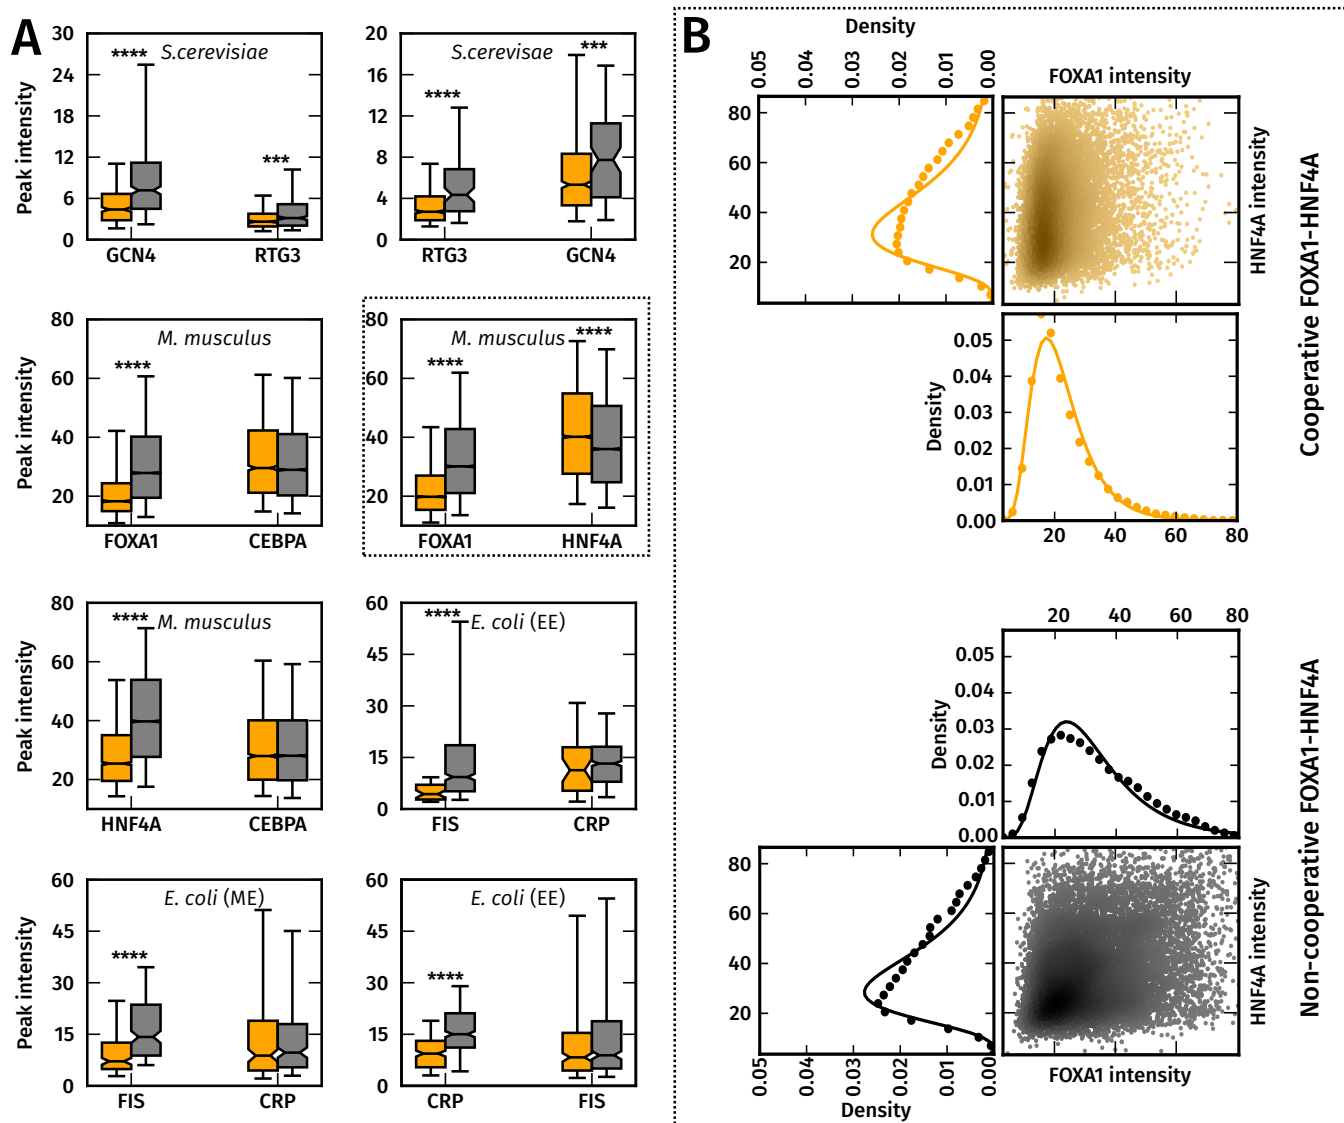 A
30
24
18
12
6
0
Peak intensity
****
S.cerevisiae
***
GCN4
RTG3
20
16
12
8
4
0
****
S.cerevisae
***
RTG3
GCN4
80
60
40
20
Peak intensity
M. musculus
****
FOXA1
CEBPA
80
60
40
20
M. musculus
****
****
FOXA1
HNF4A
80
60
40
20
Peak intensity
****
M. musculus
HNF4A
CEBPA
60
45
30
15
0
****
E. coli (EE)
FIS
CRP
60
45
30
15
0
Peak intensity
E. coli (ME)
****
FIS
CRP
60
45
30
15
0
E. coli (EE)
****
CRP
FIS
B
Density
0.05
0.04
0.03
0.02
0.01
0.00
80
60
40
20
FOXA1 intensity
HNF4A intensity
Cooperative FOXA1-HNF4A
Density
0.05
0.04
0.03
0.02
0.01
0.00
20
40
60
80
20
40
60
80
Density
0.05
0.04
0.03
0.02
0.01
0.00
Non-cooperative FOXA1-HNF4A
80
60
40
20
0.05
0.04
0.03
0.02
0.01
0.00
Density
HNF4A intensity
FOXA1 intensity